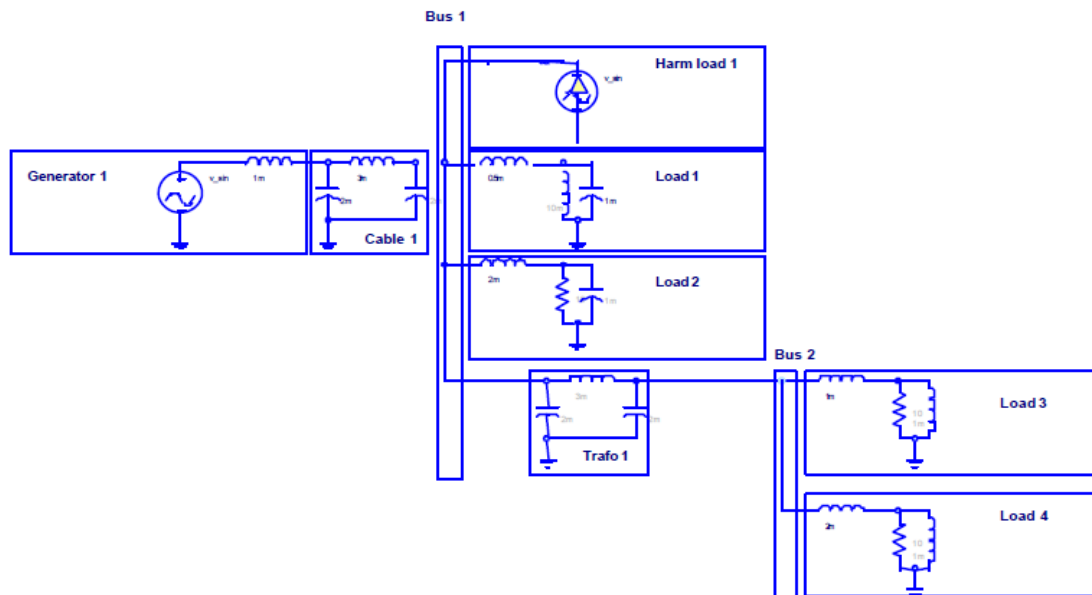 Bus 1
Harm load 1
v_sin
Generator 1
v_sin
1m
3m
2m
Cable 1
0.5m
Load 1
10m
1m
2m
Load 2
1m
Bus 2
3m
2m
2m
Trafo 1
1m
Load 3
10
1m
2m
Load 4
10
1m